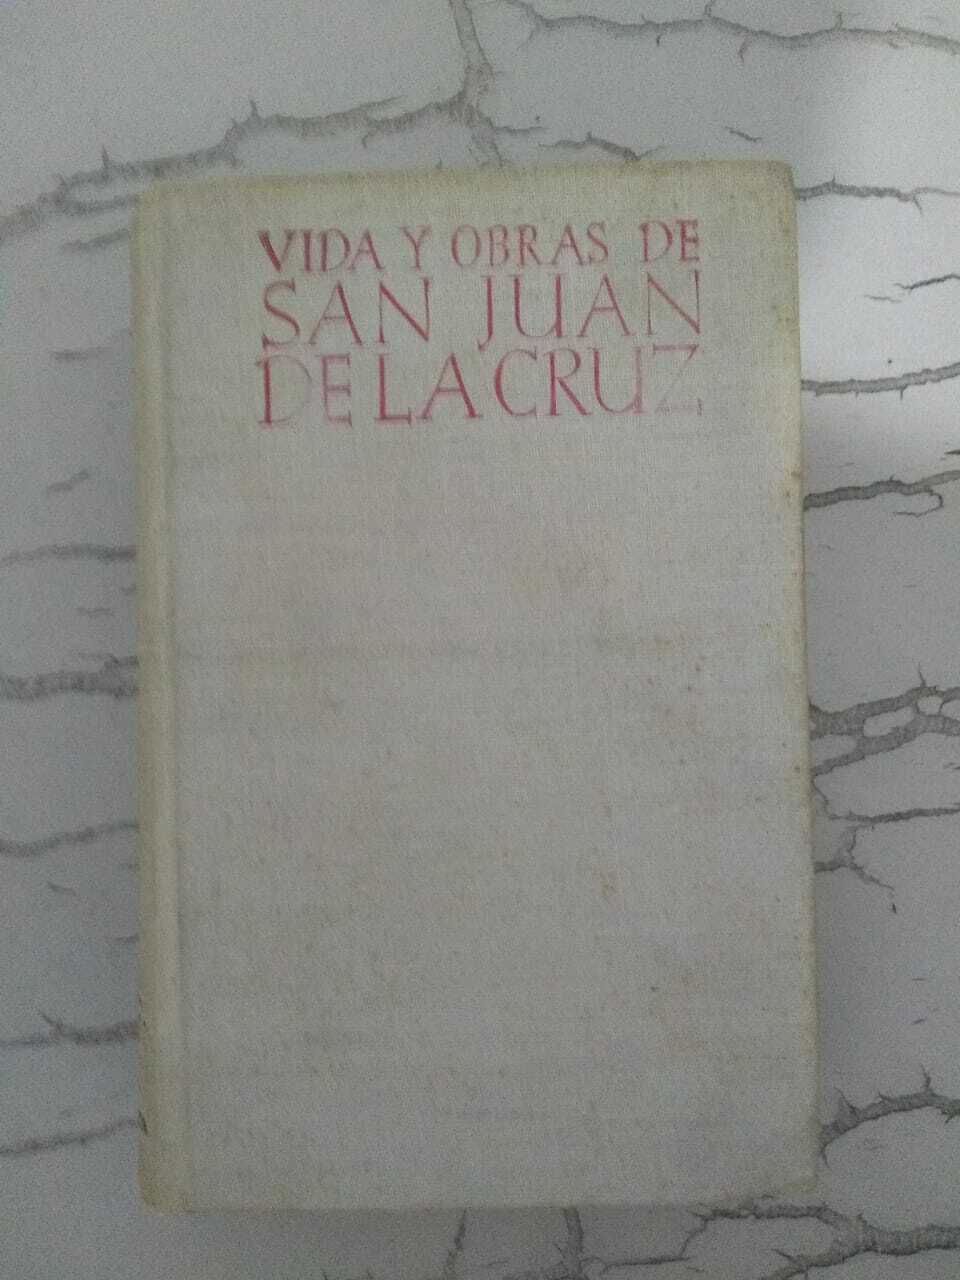 VIDA Y OBRAS DE
SAN JUAN
DE LA CRUZ